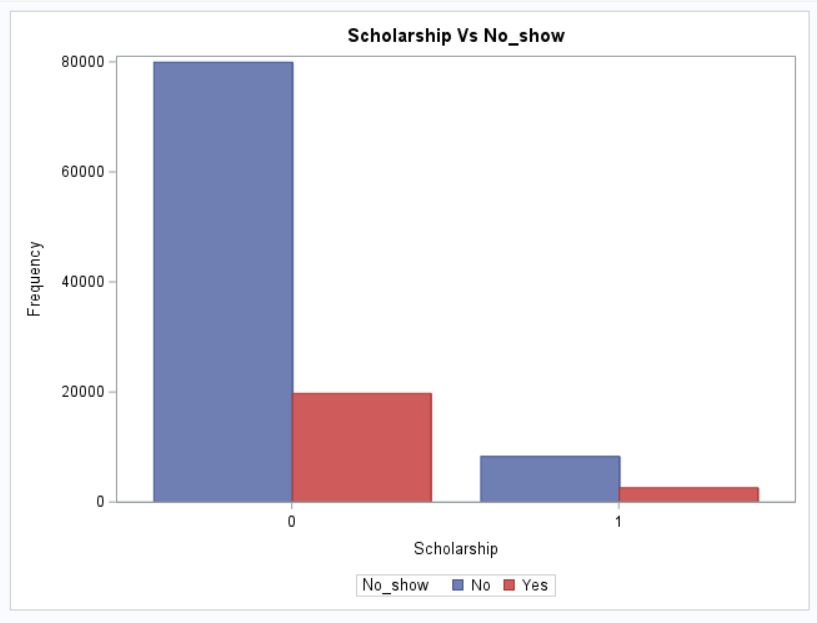 Scholarship Vs No_show
80000
60000
40000
20000
0
Frequency
0 1
Scholarship
No_show No Yes